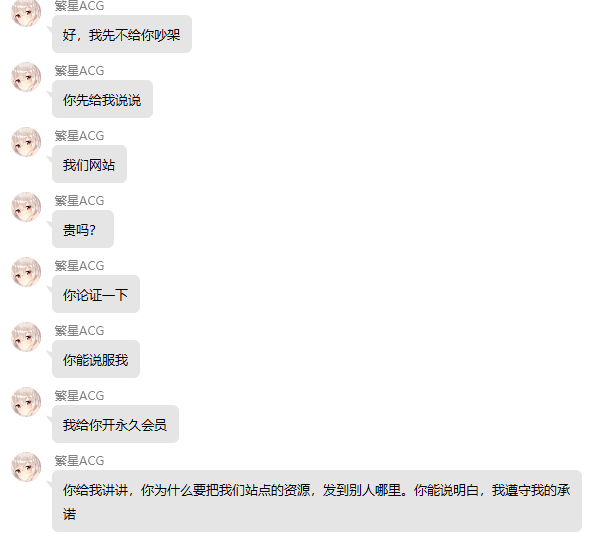 繁星ACG
好，我先不给你吵架
繁星ACG
你先给我说说
繁星ACG
我们网站
繁星ACG
贵吗？
繁星ACG
你论证一下
繁星ACG
你能说服我
繁星ACG
我给你开永久会员
繁星ACG
你给我讲讲，你为什么要把我们站点的资源，发到别人哪里。你能说明白，我遵守我的承
诺